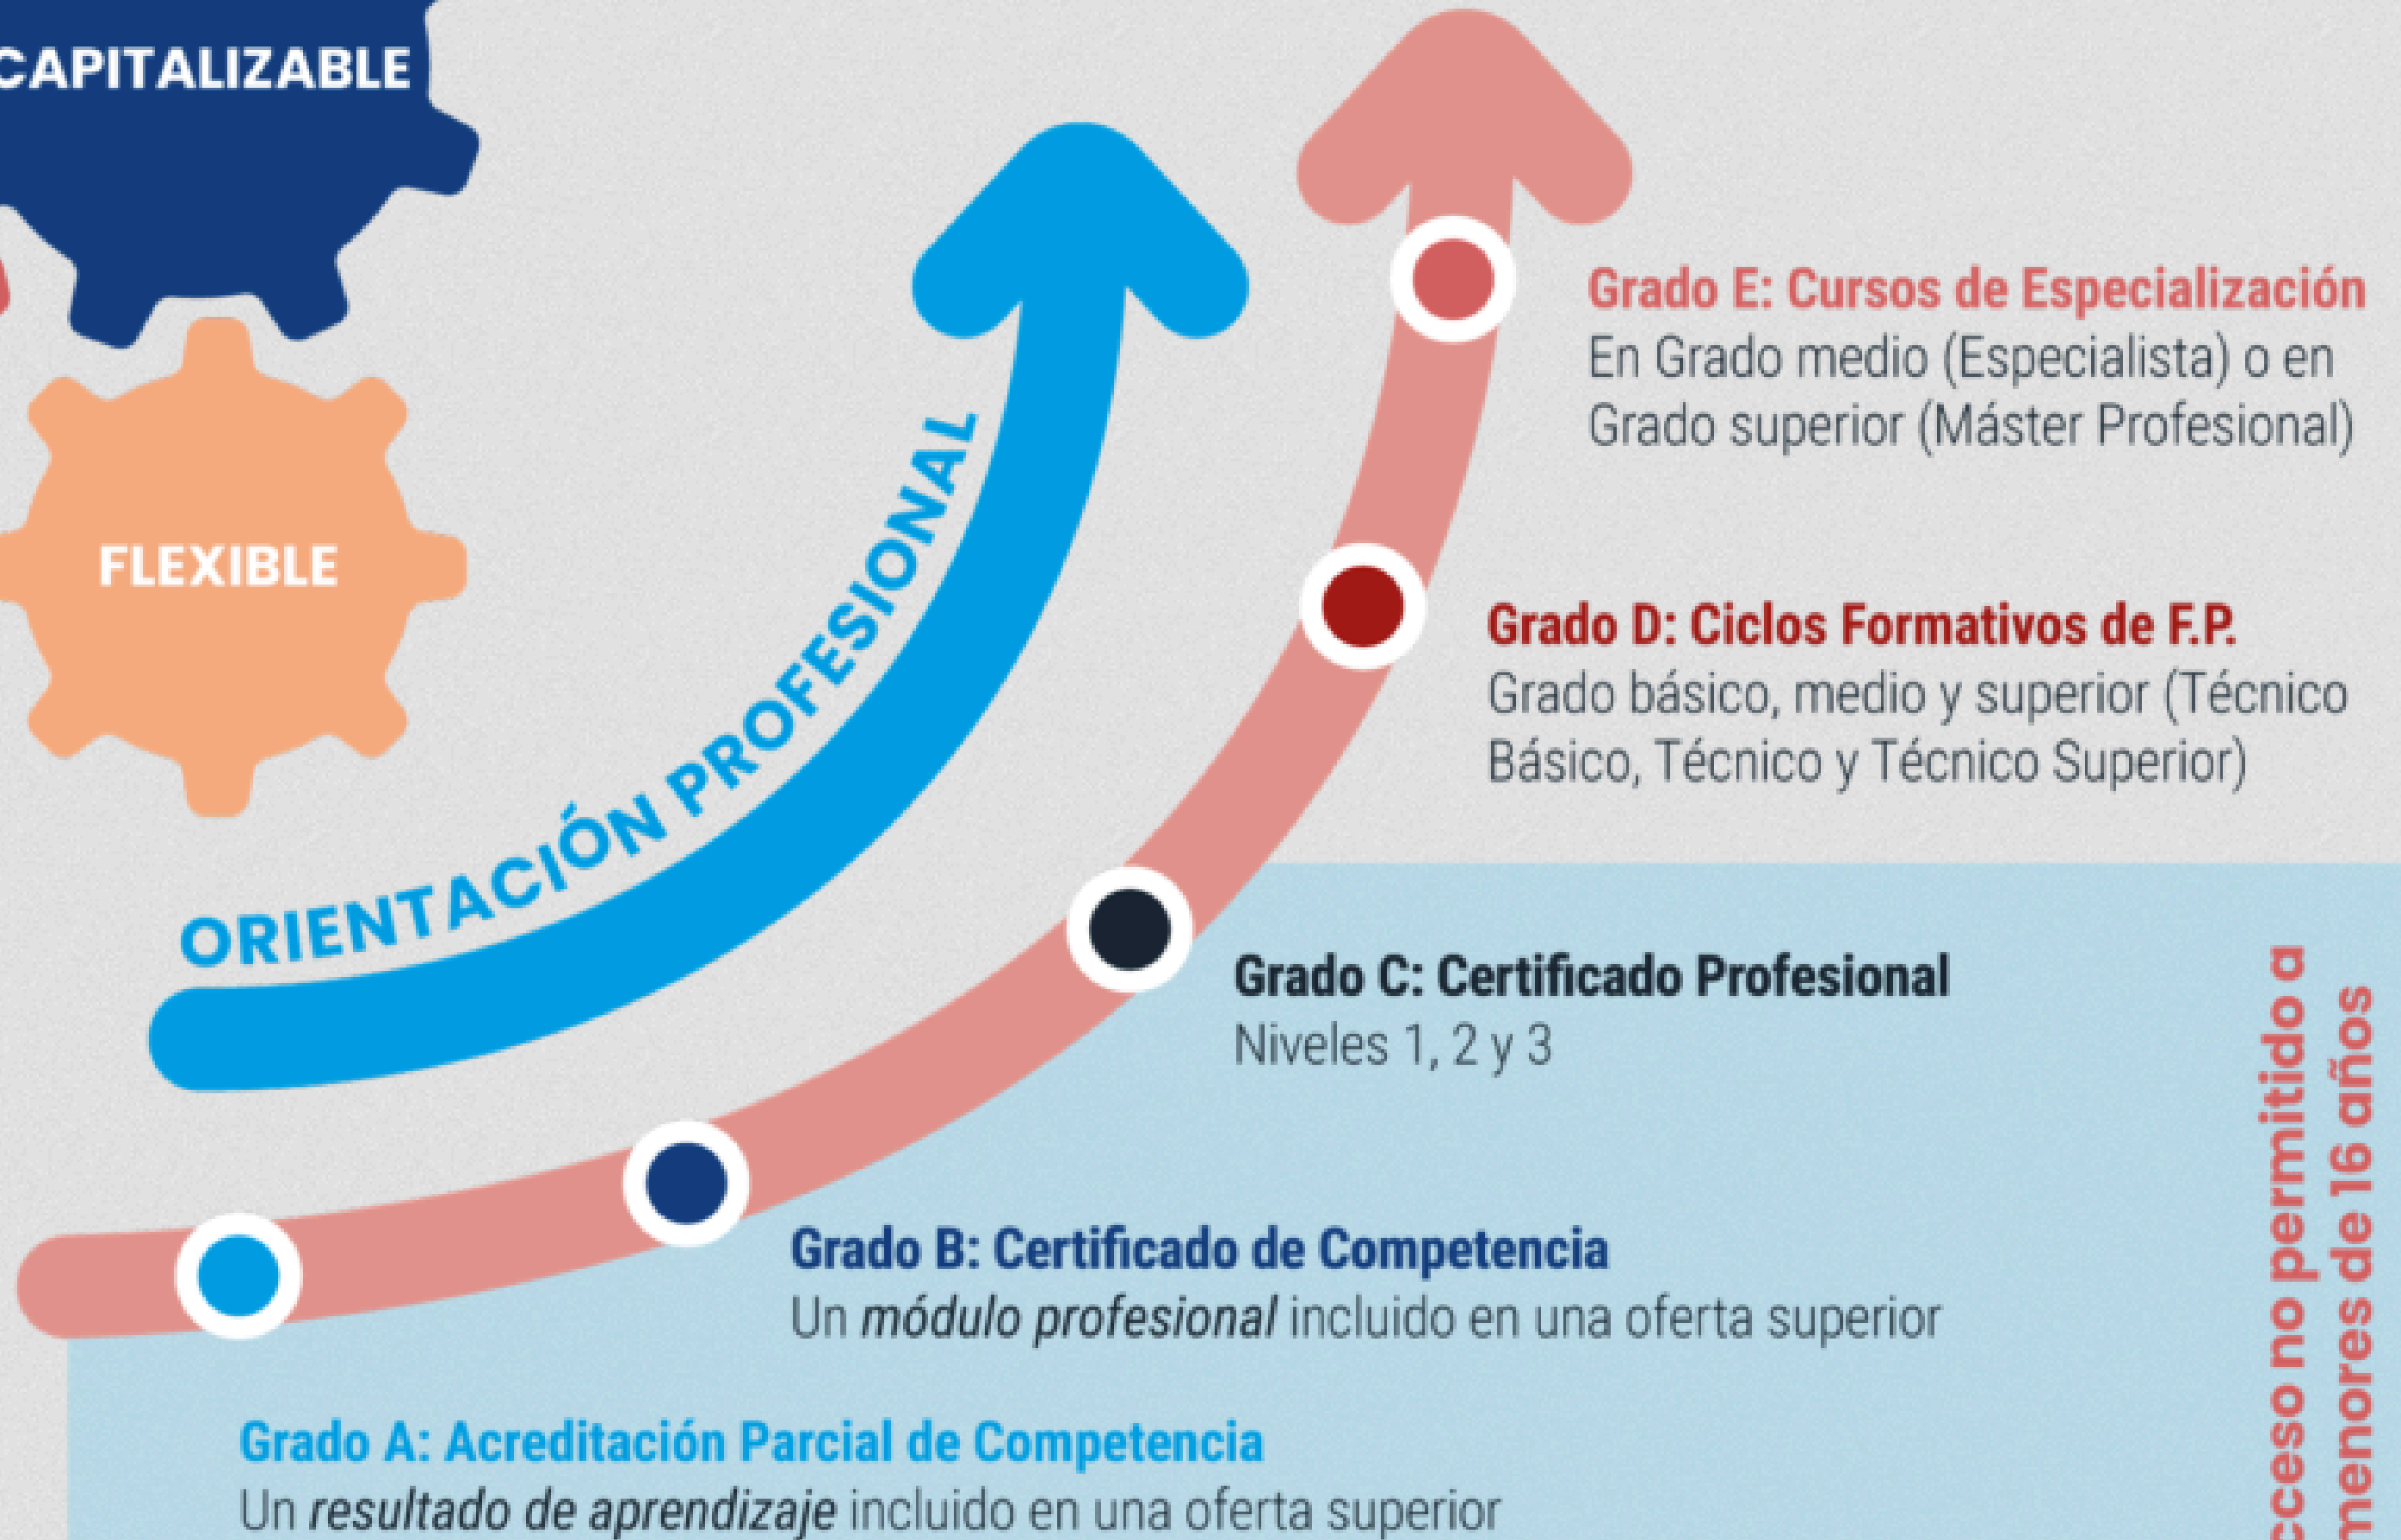 CAPITALIZABLE
FLEXIBLE
ORIENTACIÓN PROFESIONAL
Grado E: Cursos de Especialización
En Grado medio (Especialista) o en
Grado superior (Máster Profesional)
Grado D: Ciclos Formativos de F.P.
Grado básico, medio y superior (Técnico
Básico, Técnico y Técnico Superior)
Grado C: Certificado Profesional
Niveles 1, 2 y 3
Grado B: Certificado de Competencia
Un módulo profesional incluido en una oferta superior
Grado A: Acreditación Parcial de Competencia
Un resultado de aprendizaje incluido en una oferta superior
cceso no permitido a
menores de 16 años